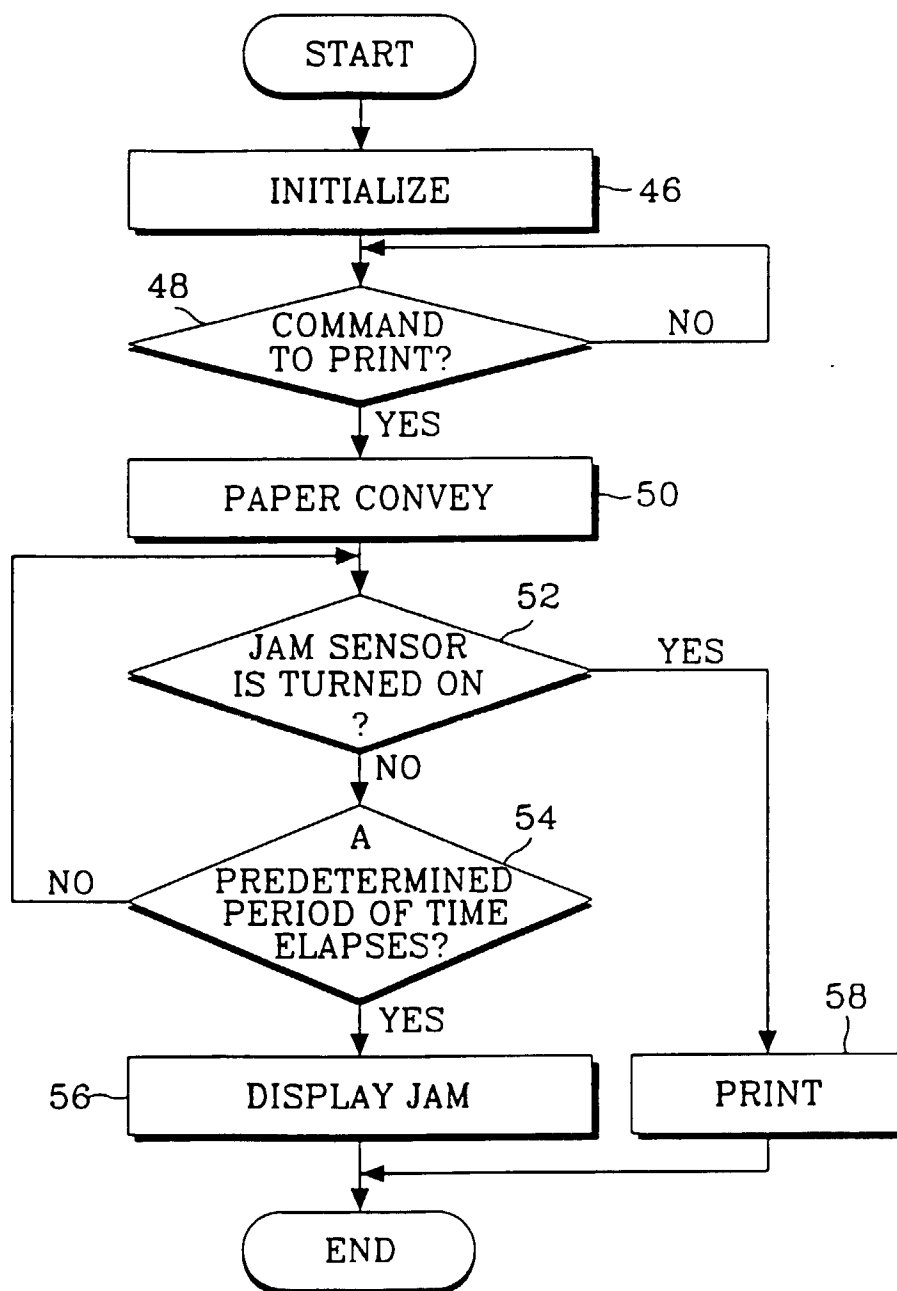 START
INITIALIZE
46
48
COMMAND
TO PRINT?
NO
YES
PAPER CONVEY
50
52
JAM SENSOR
IS TURNED ON
?
YES
NO
54
A
PREDETERMINED
PERIOD OF TIME
ELAPSES?
NO
YES
56
DISPLAY JAM
58
PRINT
END